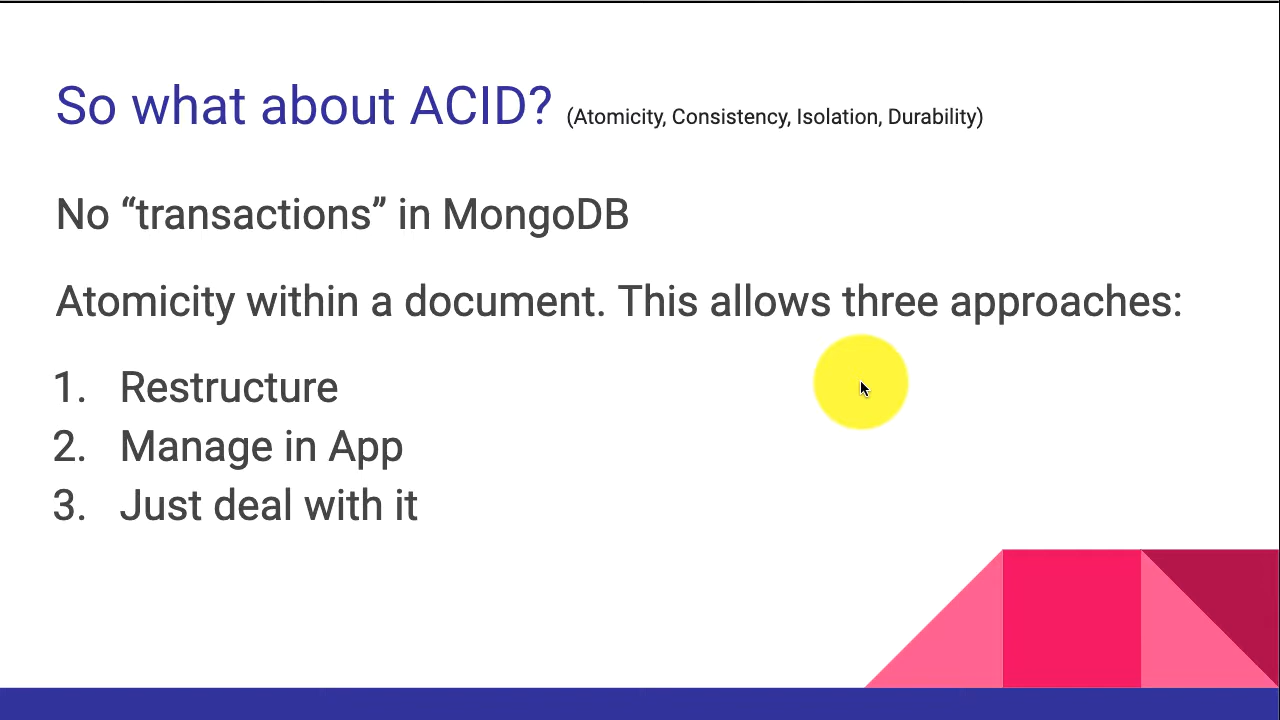 So what about ACID? (Atomicity, Consistency, Isolation, Durability)
No “transactions” in MongoDB
Atomicity within a document. This allows three approaches:
1. Restructure
2. Manage in App
3. Just deal with it